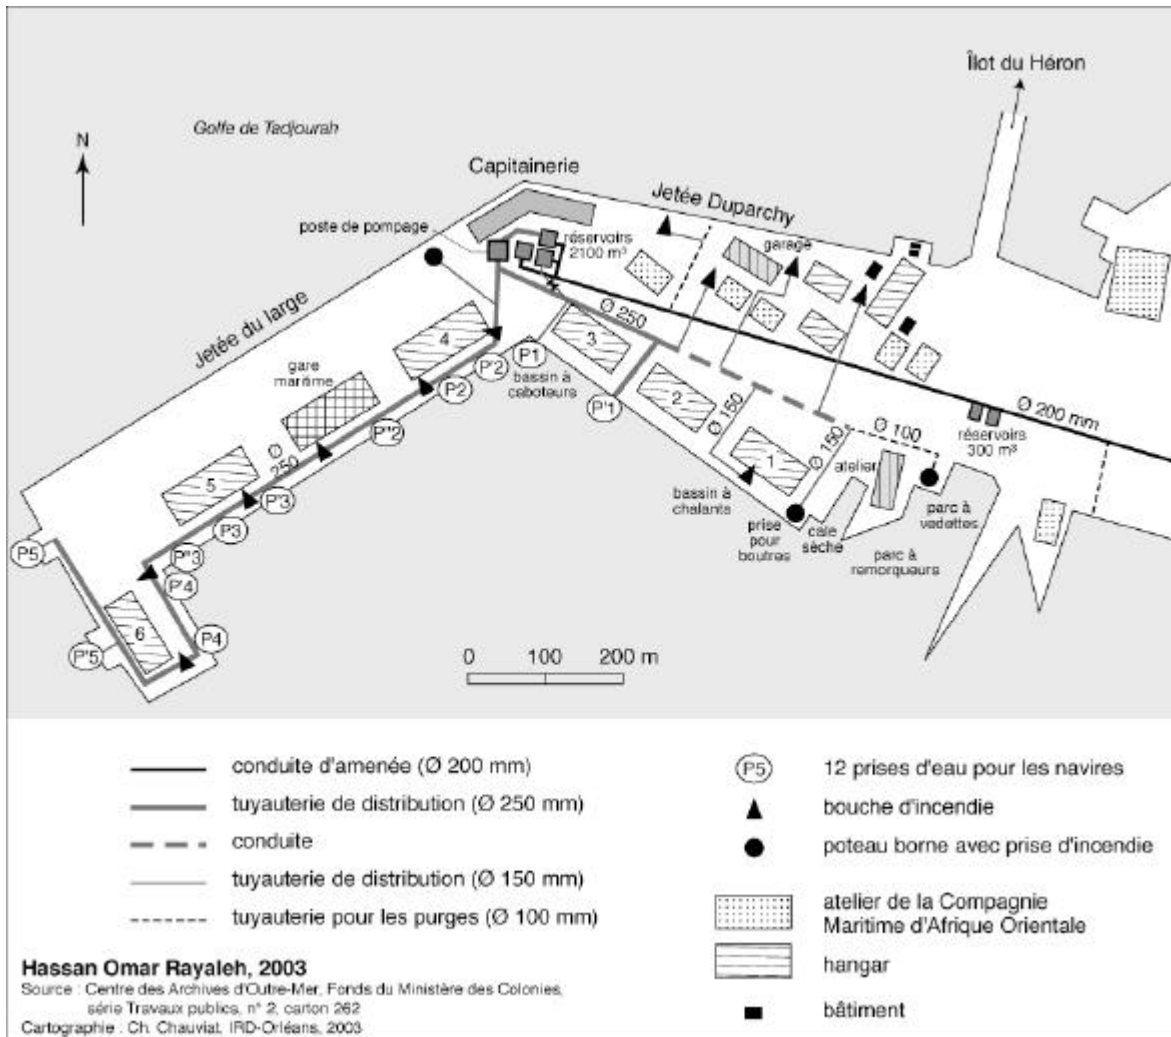 Îlot du Héron
N
Golfe de Tadjourah
Capitainerie
Jetée Duparchy
poste de pompage
réservoirs
2100 m³
garage
Jetée du large
Ø 250
4
3
P1
P'2
bassin à
caboteurs
gare
maritime
P2
P'1
2
Ø 150
Ø 200 mm
P"2
Ø 100
réservoirs
300 m³
Ø
250
1
Ø 150
atelier
5
P'3
bassin à
chalants
P3
prise
pour
boutres
cale
sèche
parc à
vedettes
P5
P"3
parc à
remorqueurs
P'4
6
P4
P'5
0 100 200 m
conduite d'amenée (Ø 200 mm)
tuyauterie de distribution (Ø 250 mm)
conduite
tuyauterie de distribution (Ø 150 mm)
tuyauterie pour les purges (Ø 100 mm)
P5 12 prises d'eau pour les navires
bouche d'incendie
poteau borne avec prise d'incendie
atelier de la Compagnie
Maritime d'Afrique Orientale
hangar
bâtiment
Hassan Omar Rayaleh, 2003
Source : Centre des Archives d'Outre-Mer, Fonds du Ministère des Colonies,
série Travaux publics, n° 2, carton 262
Cartographie : Ch. Chauviat, IRD-Orléans, 2003